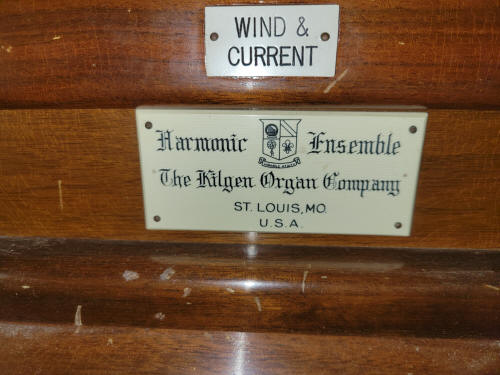 WIND &
CURRENT
Harmonic Ensemble
The Kilgen Organ Company
ST. LOUIS, MO.
U.S.A.